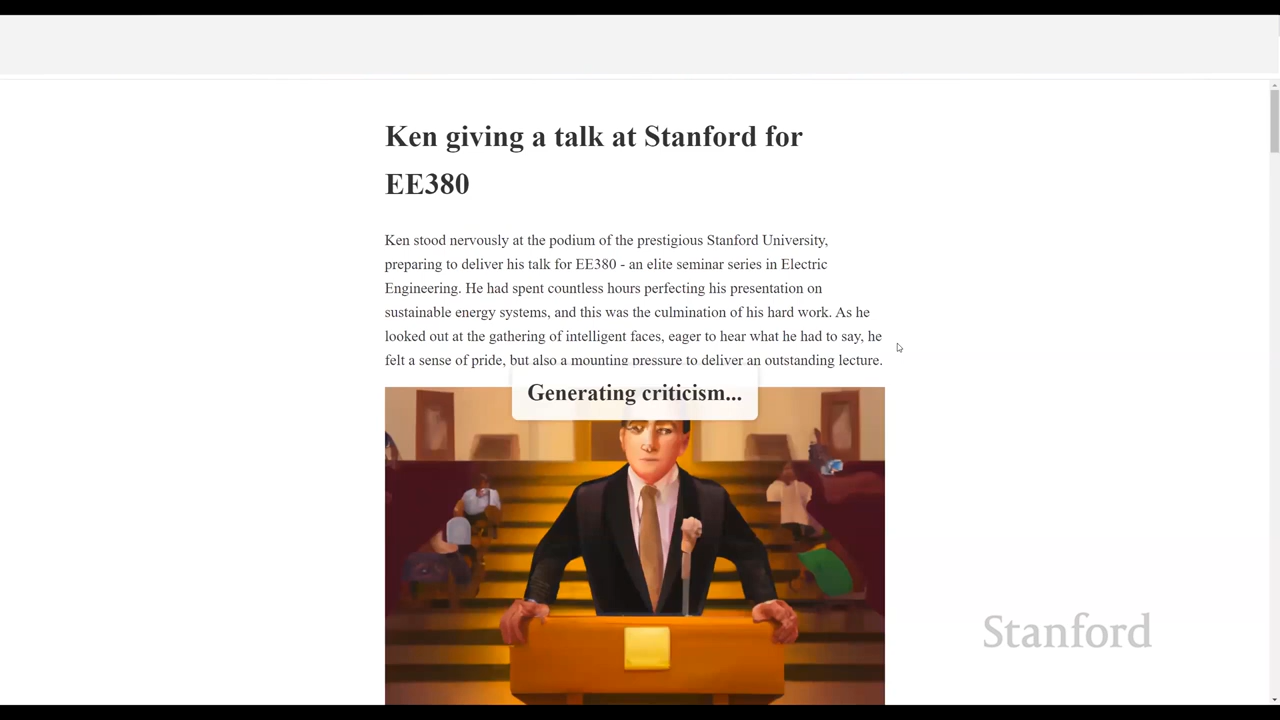 Ken giving a talk at Stanford for
EE380
Ken stood nervously at the podium of the prestigious Stanford University,
preparing to deliver his talk for EE380 - an elite seminar series in Electric
Engineering. He had spent countless hours perfecting his presentation on
sustainable energy systems, and this was the culmination of his hard work. As he
looked out at the gathering of intelligent faces, eager to hear what he had to say, he
felt a sense of pride, but also a mounting pressure to deliver an outstanding lecture.
Generating criticism...
Stanford